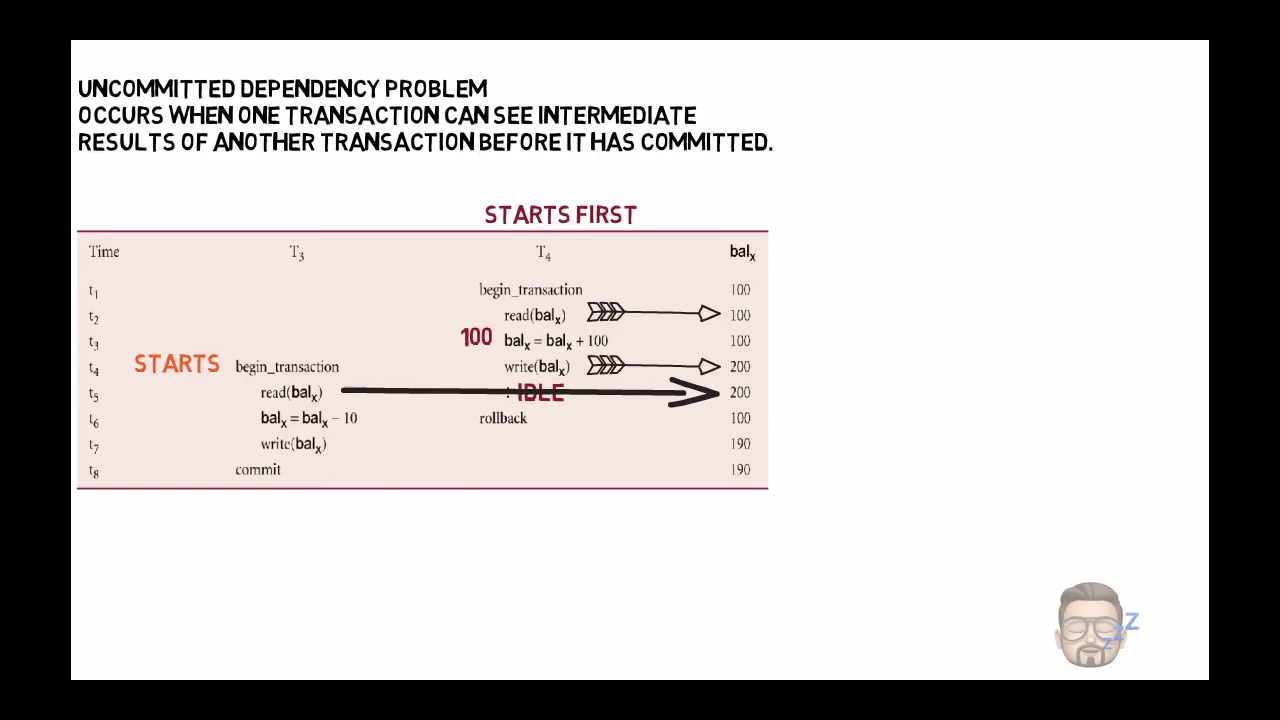 UNCOMMITTED DEPENDENCY PROBLEM
OCCURS WHEN ONE TRANSACTION CAN SEE INTERMEDIATE
RESULTS OF ANOTHER TRANSACTION BEFORE IT HAS COMMITTED.
STARTS FIRST
Time T3 T4 balx
t1 begin_transaction 100
t2 read(balx) 100
t3 100 balx = balx + 100 100
t4 STARTS begin_transaction write(balx) 200
t5 read(balx) : IDLE 200
t6 balx = balx − 10 rollback 100
t7 write(balx) 190
t8 commit 190
z z Z